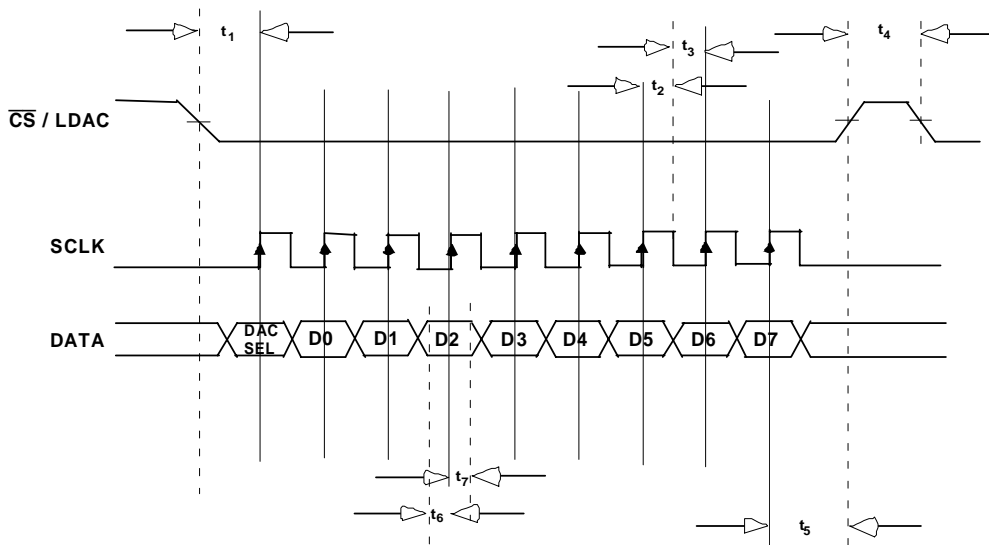 t1
t3
t4
t2
CS / LDAC
SCLK
DATA
DAC SEL
D0
D1
D2
D3
D4
D5
D6
D7
t7
t6
t5